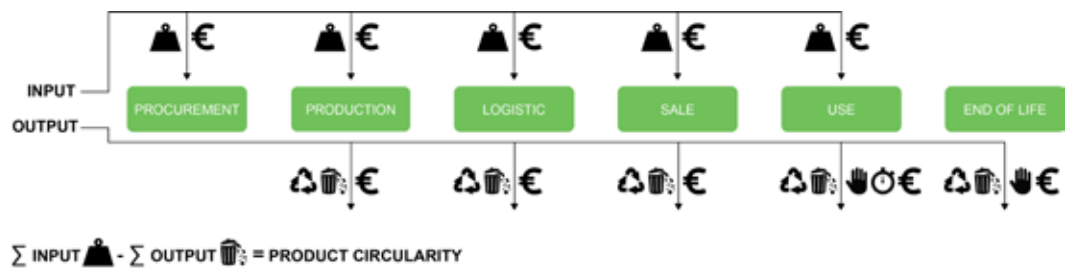 € € € € €
INPUT
PROCUREMENT PRODUCTION LOGISTIC SALE USE END OF LIFE
OUTPUT
€ € € € €
∑ INPUT - ∑ OUTPUT = PRODUCT CIRCULARITY